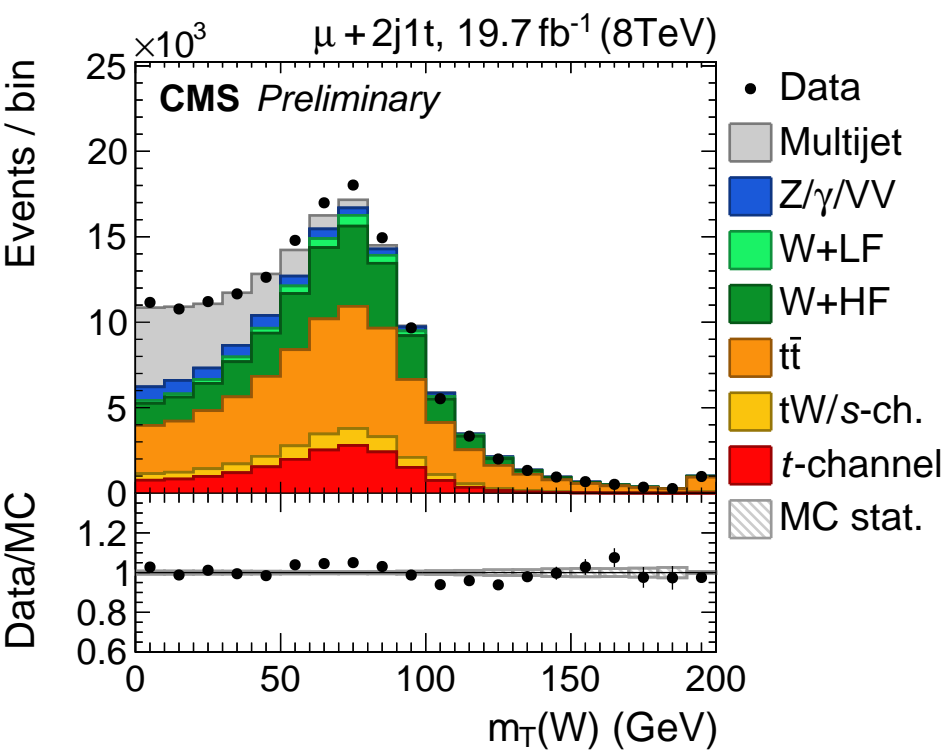 ×10³ μ + 2j1t, 19.7 fb⁻¹ (8TeV)
CMS Preliminary
Events / bin
25
20
15
10
5
0
Data
Multijet
Z/γ/VV
W+LF
W+HF
tt̄
tW/s-ch.
t-channel
MC stat.
Data/MC
1.2
1
0.8
0.6
0 50 100 150 200
m_T(W) (GeV)